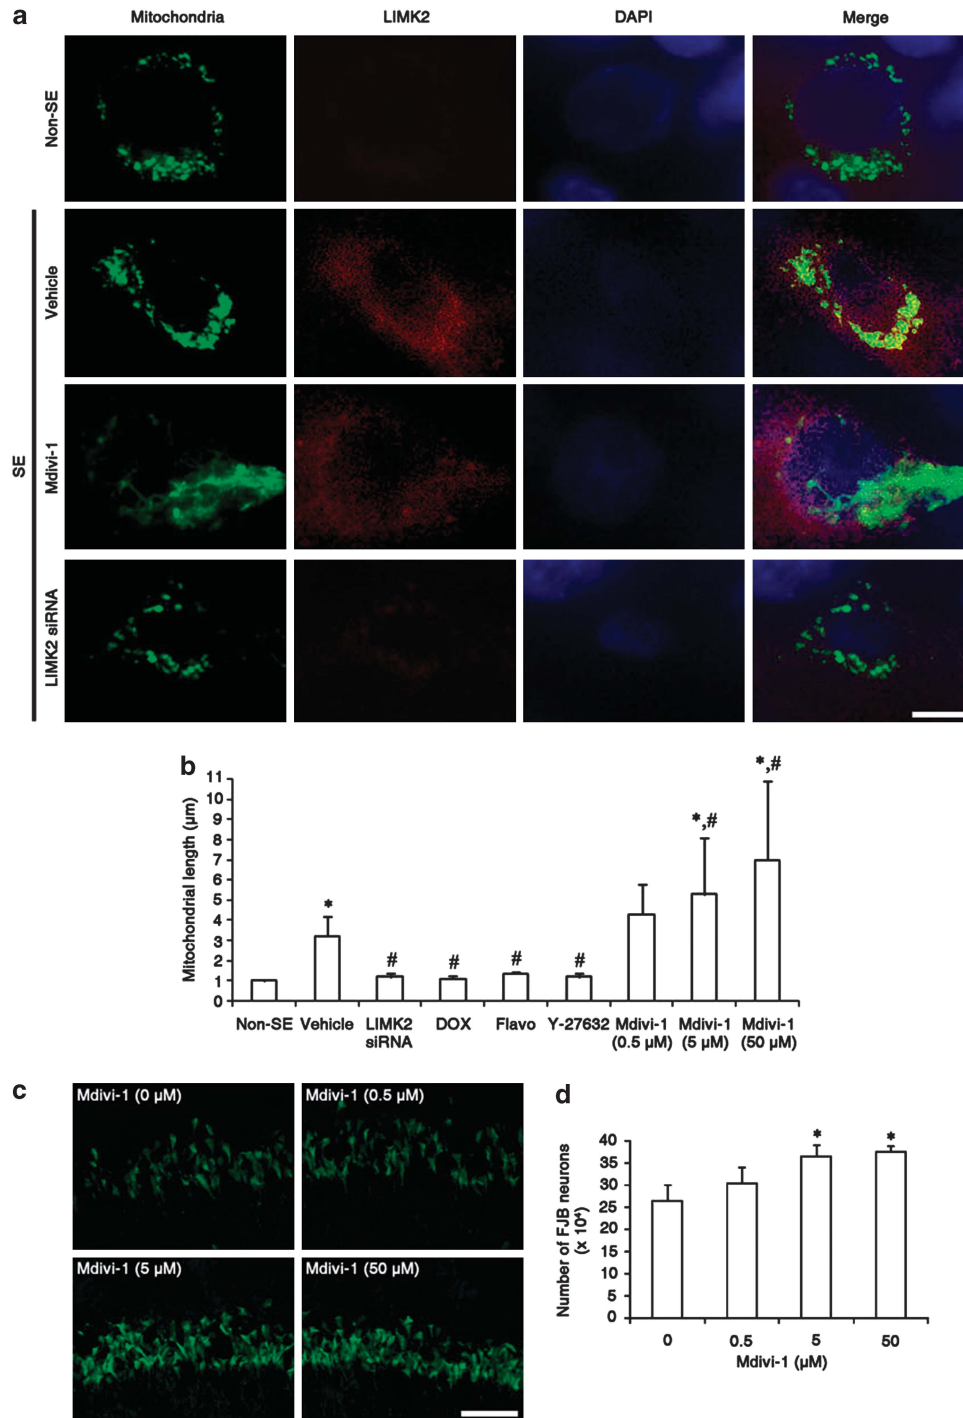 a
Mitochondria LIMK2 DAPI Merge
Non-SE
SE
Vehicle
Mdivi-1
LIMK2 siRNA
b
Mitochondrial length (µm)
11
10
9
8
7
6
5
4
3
2
1
0
*
#
#
#
#
*,#
*,#
Non-SE Vehicle LIMK2 siRNA DOX Flavo Y-27632 Mdivi-1 (0.5 µM) Mdivi-1 (5 µM) Mdivi-1 (50 µM)
c
Mdivi-1 (0 µM) Mdivi-1 (0.5 µM)
Mdivi-1 (5 µM) Mdivi-1 (50 µM)
d
Number of FJB neurons
(x 10⁴)
40
35
30
25
20
15
10
5
0
*
*
0 0.5 5 50
Mdivi-1 (µM)